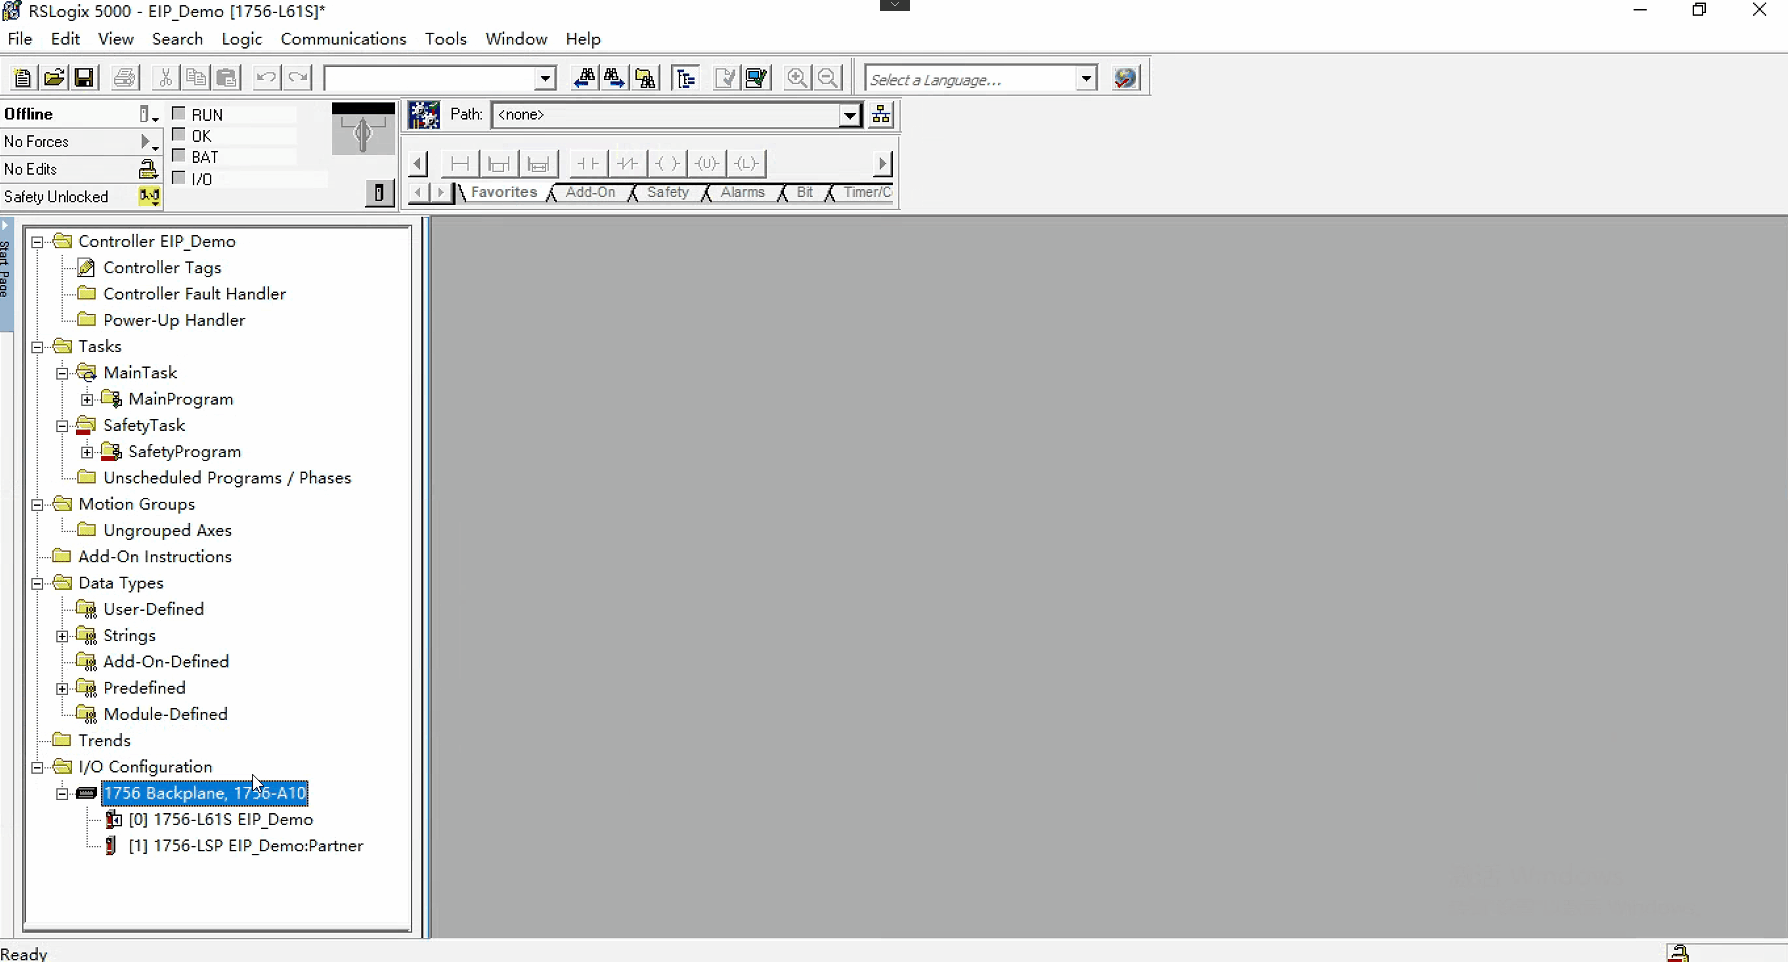 RSLogix 5000 - EIP_Demo [1756-L61S]*
File Edit View Search Logic Communications Tools Window Help
Select a Language...
Offline
RUN
Path: <none>
No Forces
OK
No Edits
BAT
Safety Unlocked
I/O
Favorites Add-On Safety Alarms Bit Timer/C
Start Page
Controller EIP_Demo
Controller Tags
Controller Fault Handler
Power-Up Handler
Tasks
MainTask
MainProgram
SafetyTask
SafetyProgram
Unscheduled Programs / Phases
Motion Groups
Ungrouped Axes
Add-On Instructions
Data Types
User-Defined
Strings
Add-On-Defined
Predefined
Module-Defined
Trends
I/O Configuration
1756 Backplane, 1756-A10
[0] 1756-L61S EIP_Demo
[1] 1756-LSP EIP_Demo:Partner
Ready